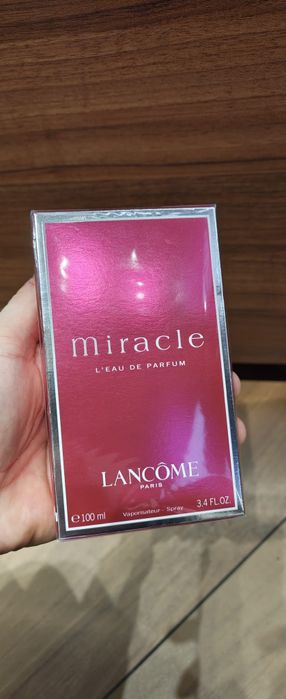 miracle
L'EAU DE PARFUM
LANCÔME
PARIS
℮100 ml Vaporisateur - Spray 3.4 FL.OZ.